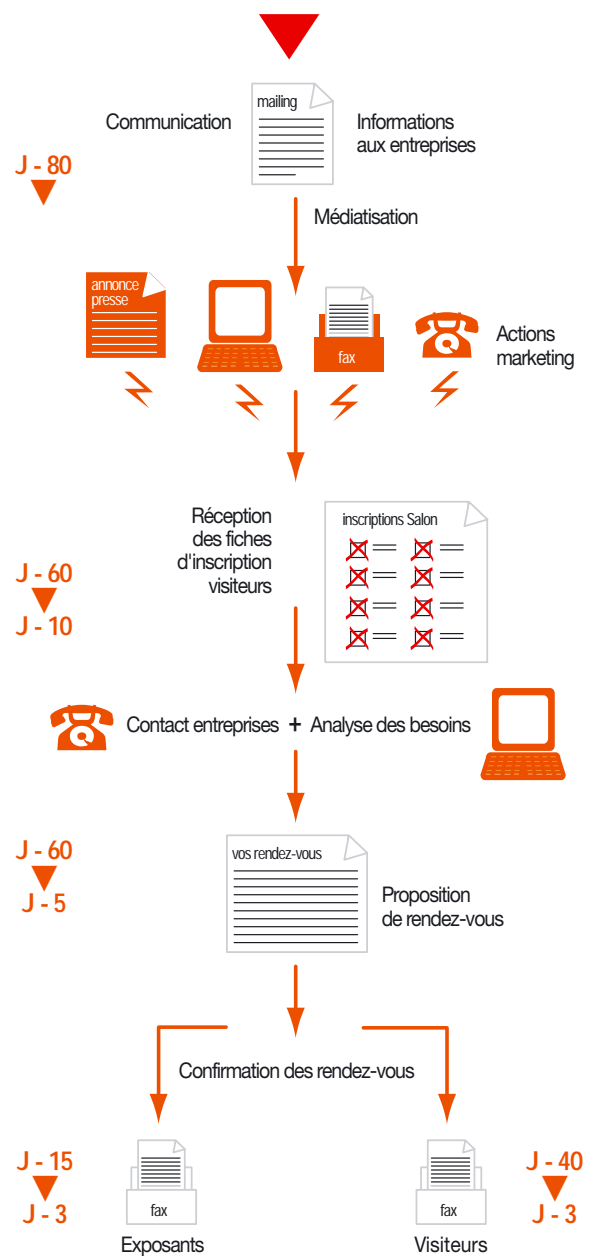 mailing
Communication
Informations
aux entreprises
J - 80
Médiatisation
annonce
presse
fax
Actions
marketing
Réception
des fiches
d'inscription
visiteurs
inscriptions Salon
J - 60
J - 10
Contact entreprises + Analyse des besoins
J - 60
J - 5
vos rendez-vous
Proposition
de rendez-vous
Confirmation des rendez-vous
J - 15
J - 3
fax
Exposants
fax
Visiteurs
J - 40
J - 3